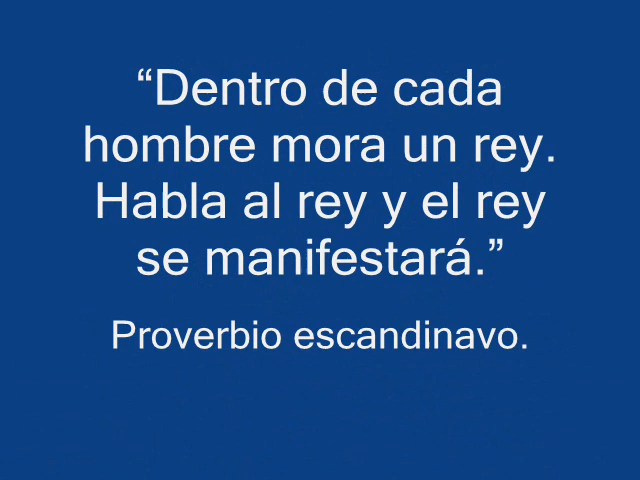 “Dentro de cada
hombre mora un rey.
Habla al rey y el rey
se manifestará.”
Proverbio escandinavo.